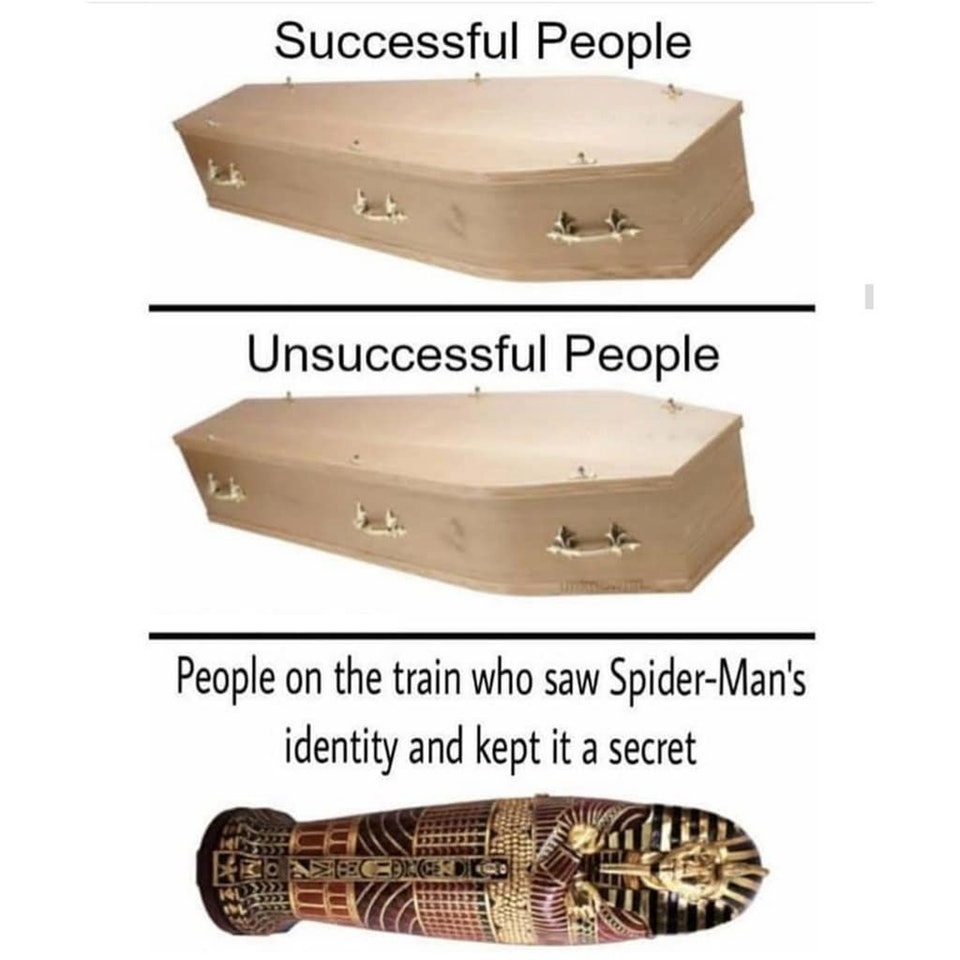 Successful People
Unsuccessful People
People on the train who saw Spider-Man's
identity and kept it a secret